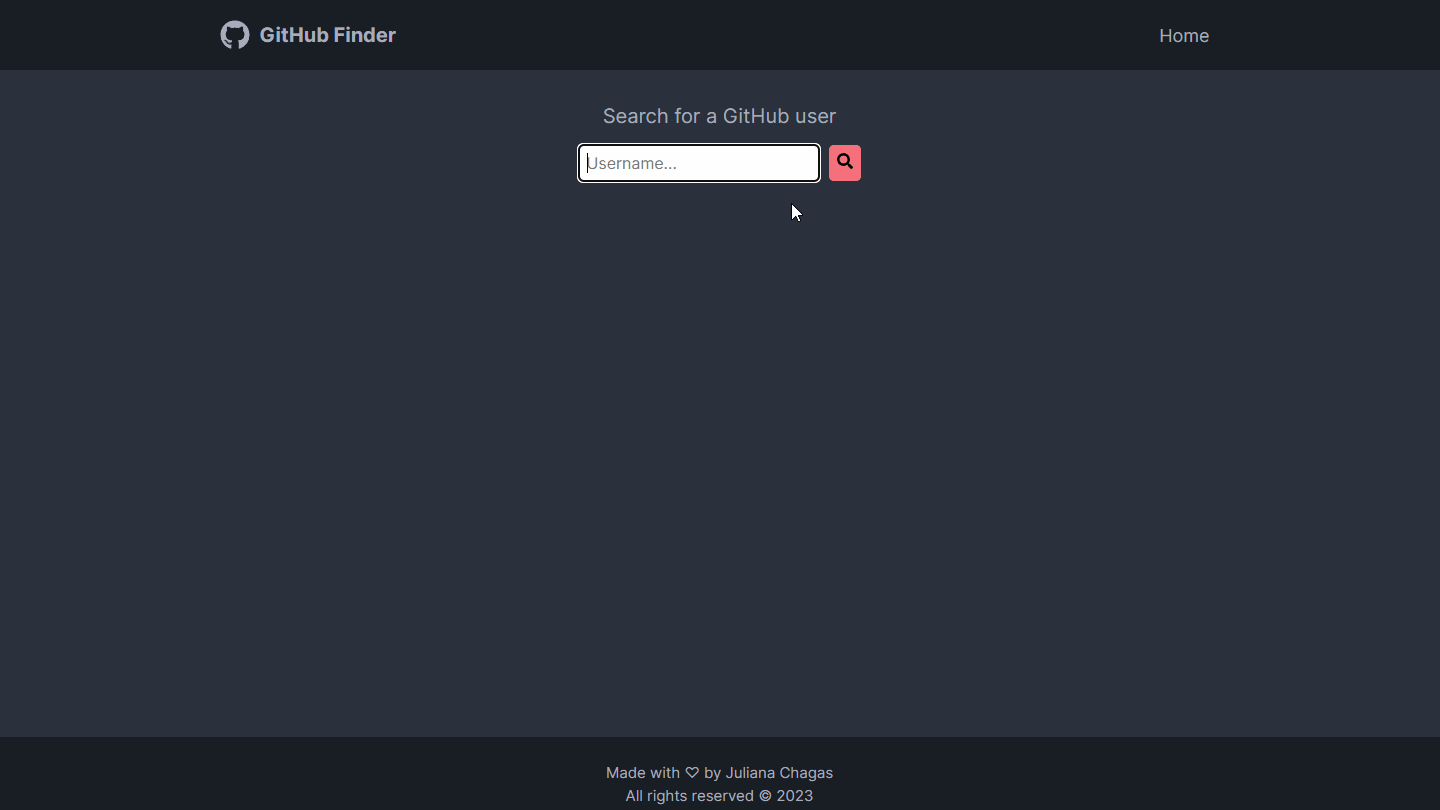 GitHub Finder
Home
Search for a GitHub user
Username...
Made with ♡ by Juliana Chagas
All rights reserved © 2023